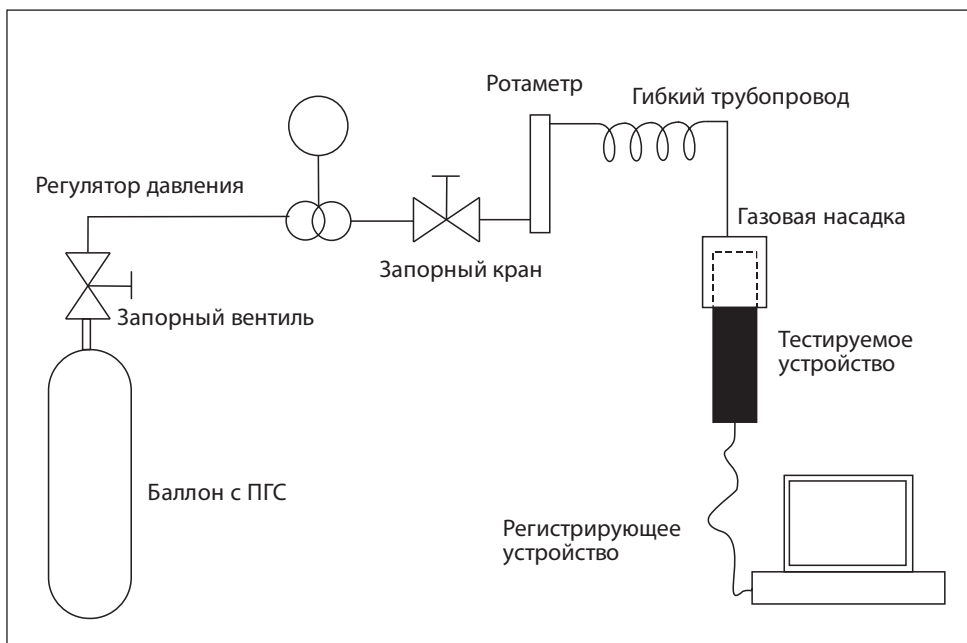 Ротаметр
Гибкий трубопровод
Регулятор давления
Газовая насадка
Запорный кран
Запорный вентиль
Тестируемое
устройство
Баллон с ПГС
Регистрирующее
устройство